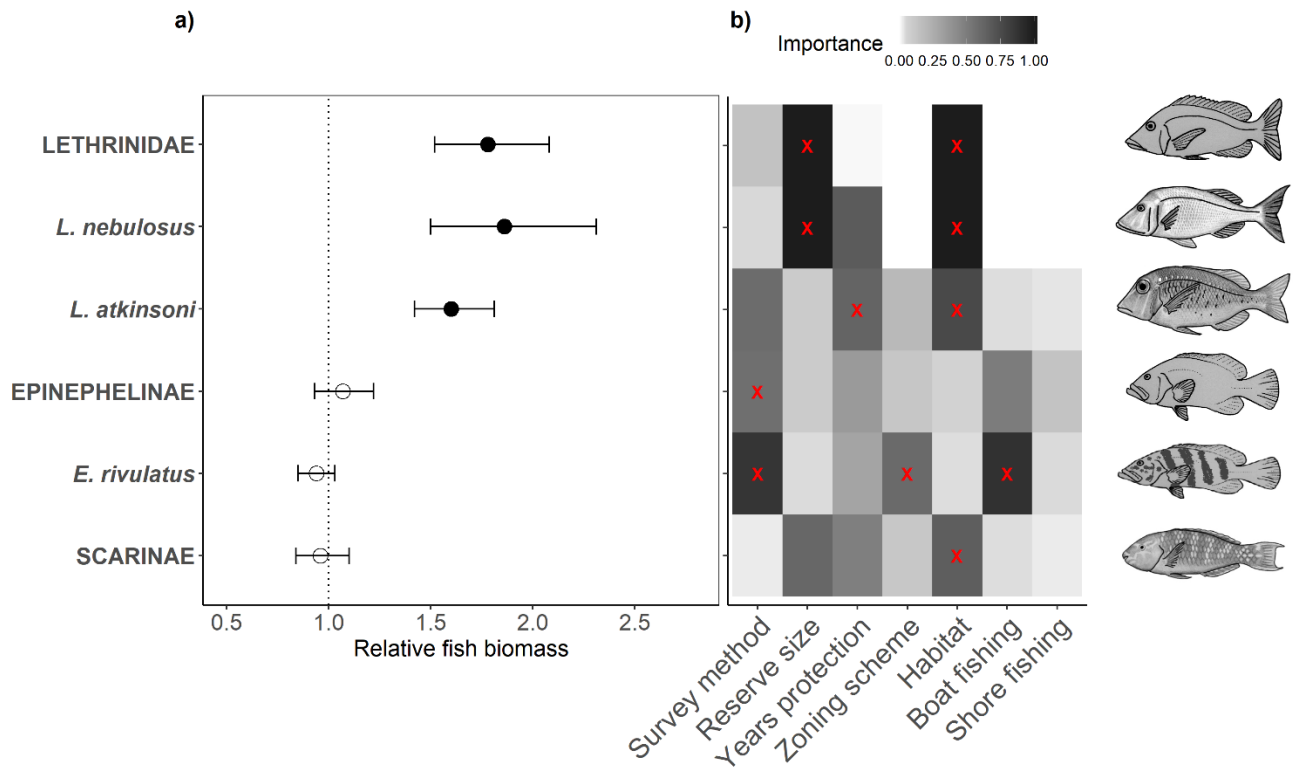 a)
b)
Importance
0.00 0.25 0.50 0.75 1.00
LETHRINIDAE
L. nebulosus
L. atkinsoni
EPINEPHELINAE
E. rivulatus
SCARINAE
X X
X X
X X
X
X X X
X
0.5 1.0 1.5 2.0 2.5
Relative fish biomass
Survey method
Reserve size
Years protection
Zoning scheme
Habitat
Boat fishing
Shore fishing